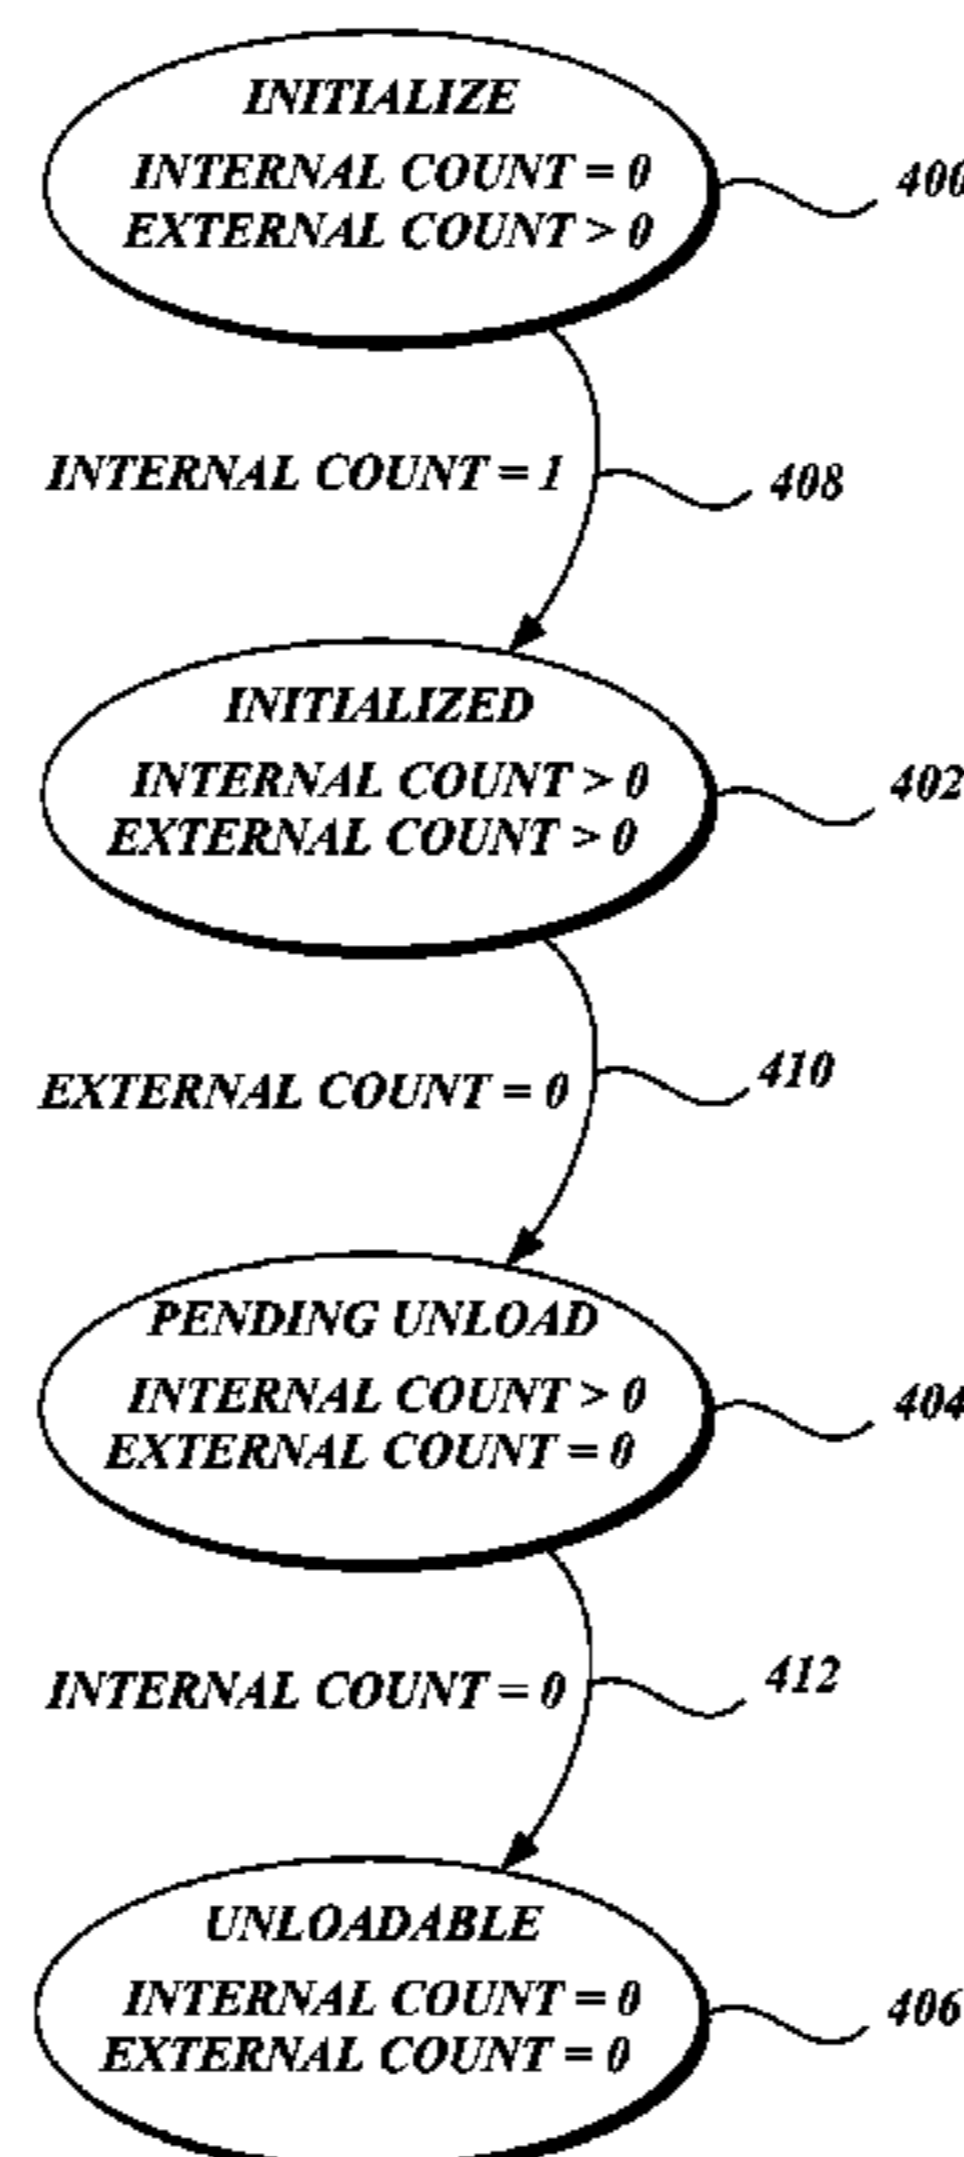 INITIALIZE
INTERNAL COUNT = 0
EXTERNAL COUNT > 0
400
INTERNAL COUNT = 1
408
INITIALIZED
INTERNAL COUNT > 0
EXTERNAL COUNT > 0
402
EXTERNAL COUNT = 0
410
PENDING UNLOAD
INTERNAL COUNT > 0
EXTERNAL COUNT = 0
404
INTERNAL COUNT = 0
412
UNLOADABLE
INTERNAL COUNT = 0
EXTERNAL COUNT = 0
406